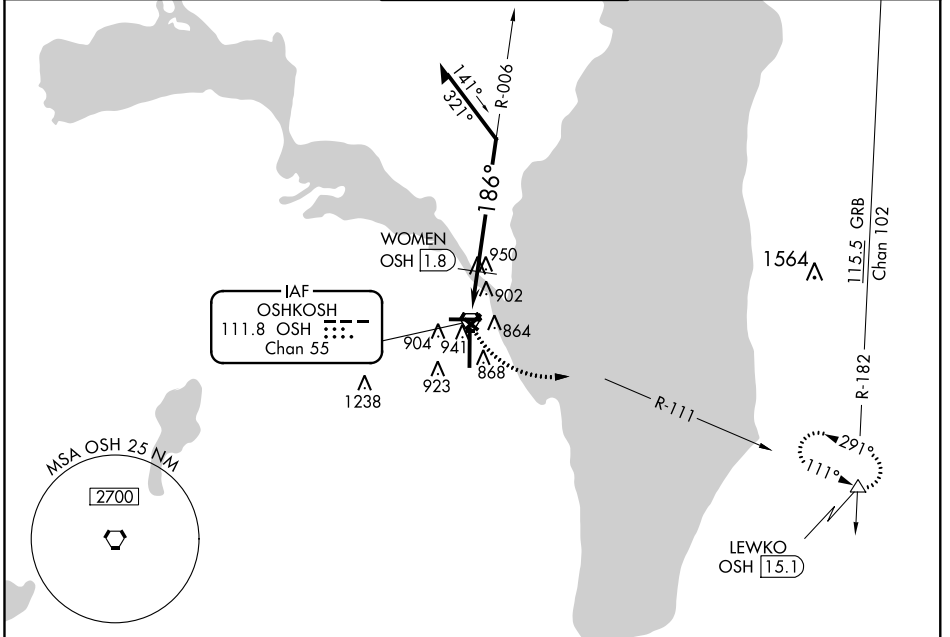 R-006
141°
321°
186°
WOMEN
OSH 1.8
950
902
864
904
941
868
923
1238
IAF
OSHKOSH
111.8 OSH
Chan 55
1564
115.5 GRB
Chan 102
R-182
R-111
291°
111°
LEWKO
OSH 15.1
MSA OSH 25 NM
2700